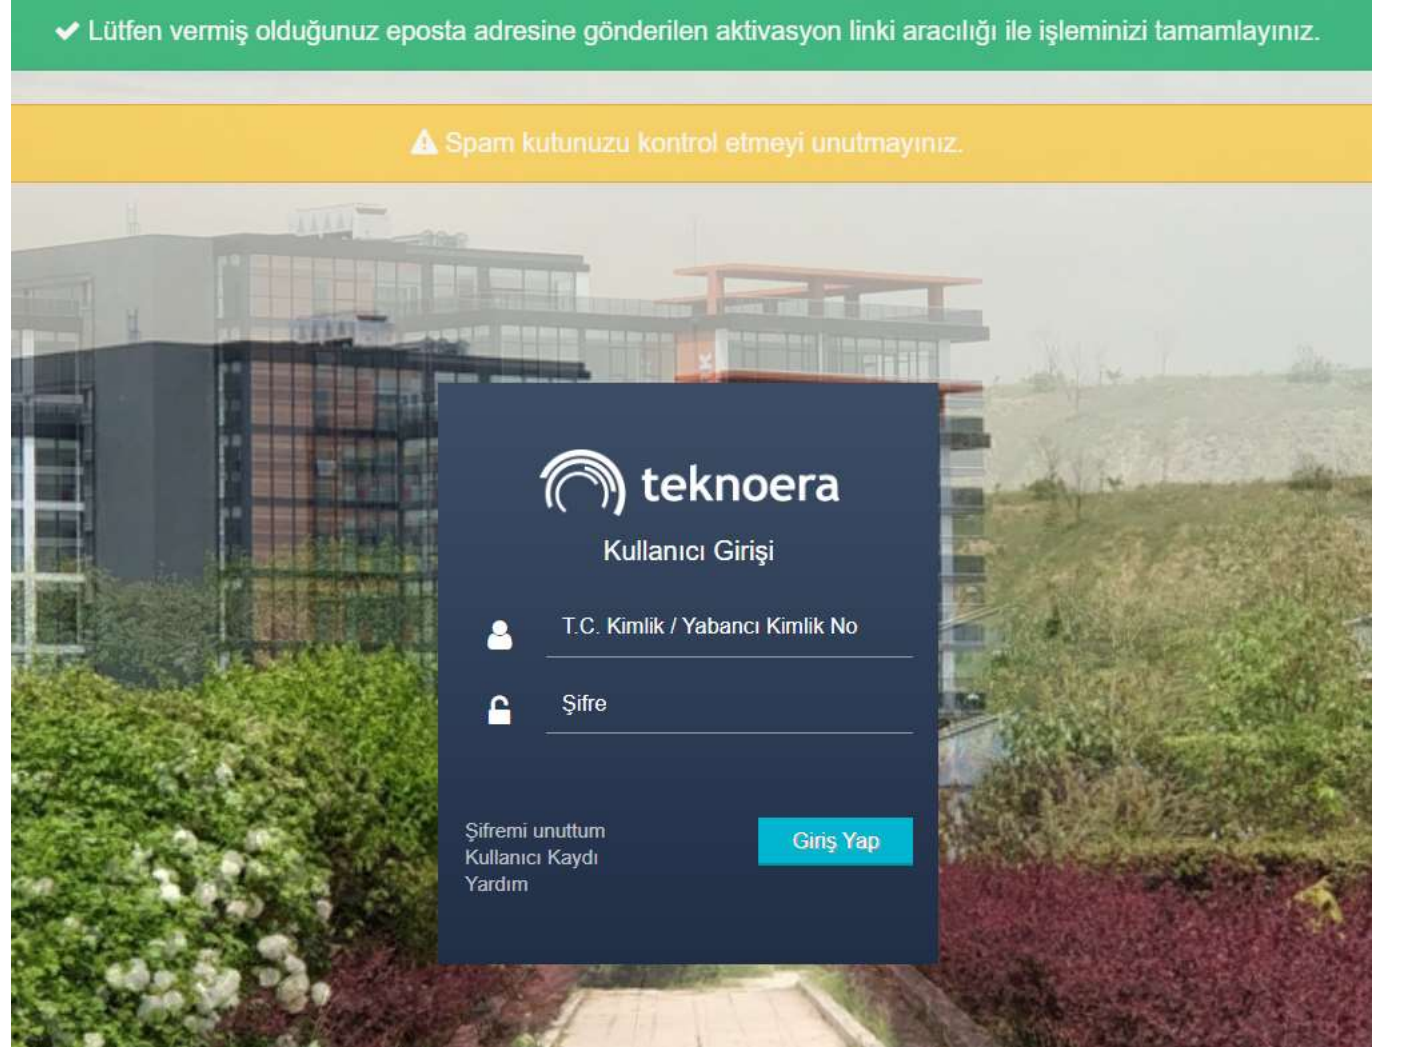 Lütfen vermiş olduğunuz eposta adresine gönderilen aktivasyon linki aracılığı ile işleminizi tamamlayınız.
Spam kutunuzu kontrol etmeyi unutmayınız.
teknoera
Kullanıcı Girişi
T.C. Kimlik / Yabancı Kimlik No
Şifre
Şifremi unuttum
Kullanıcı Kaydı
Yardım
Giriş Yap